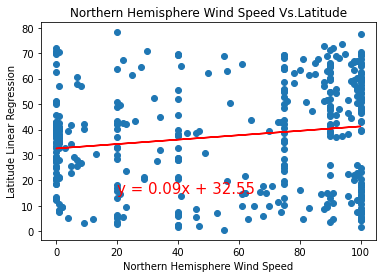 Northern Hemisphere Wind Speed Vs.Latitude
80
70
60
50
40
30
20
10
0
Latitude Linear Regression
y = 0.09x + 32.55
0 20 40 60 80 100
Northern Hemisphere Wind Speed